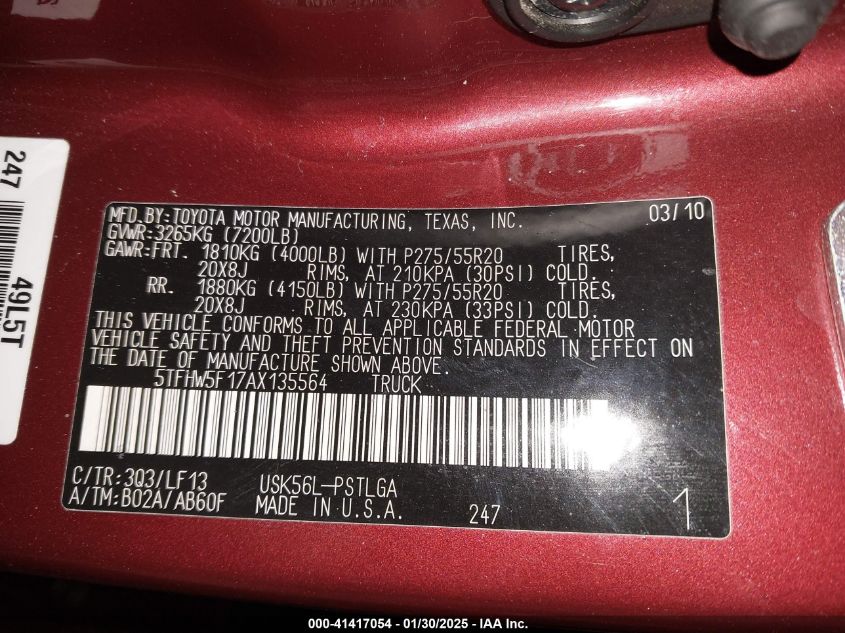 MFD.BY:TOYOTA MOTOR MANUFACTURING, TEXAS, INC. 03/10
GVWR:3265KG (7200LB)
GAWR:FRT. 1810KG (4000LB) WITH P275/55R20 TIRES,
20X8J RIMS, AT 210KPA (30PSI) COLD.
RR. 1880KG (4150LB) WITH P275/55R20 TIRES,
20X8J RIMS, AT 230KPA (33PSI) COLD.
THIS VEHICLE CONFORMS TO ALL APPLICABLE FEDERAL MOTOR
VEHICLE SAFETY AND THEFT PREVENTION STANDARDS IN EFFECT ON
THE DATE OF MANUFACTURE SHOWN ABOVE.
5TFHW5F17AX135564 TRUCK
C/TR:3Q3/LF13 USK56L-PSTLGA
A/TM:B02A/AB60F MADE IN U.S.A. 247 1
247
49L5T
000-41417054 - 01/30/2025 - IAA Inc.